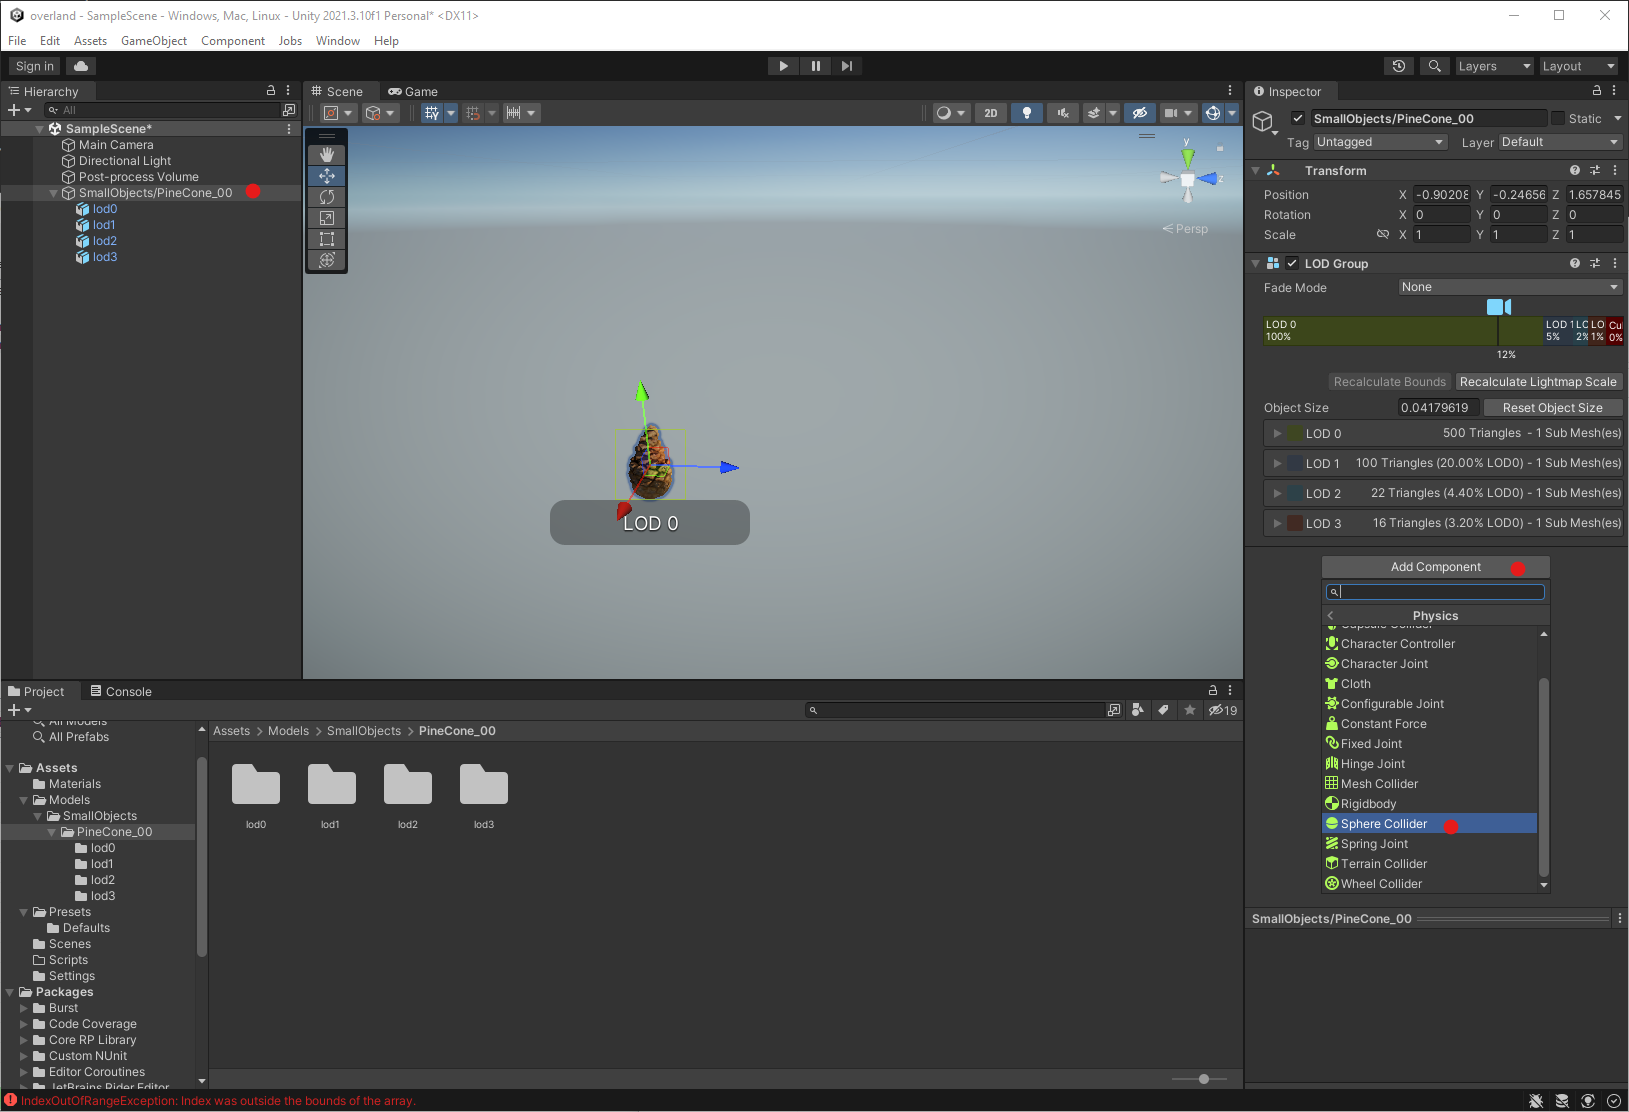 overland - SampleScene - Windows, Mac, Linux - Unity 2021.3.10f1 Personal* <DX11>
File Edit Assets GameObject Component Jobs Window Help
Sign in
Layers Layout
Hierarchy
All
SampleScene*
Main Camera
Directional Light
Post-process Volume
SmallObjects/PineCone_00
lod0
lod1
lod2
lod3
Scene Game
2D
y
z
Persp
LOD 0
Inspector
SmallObjects/PineCone_00 Static
Tag Untagged Layer Default
Transform
Position X -0.90208 Y -0.24656 Z 1.657845
Rotation X 0 Y 0 Z 0
Scale X 1 Y 1 Z 1
LOD Group
Fade Mode None
LOD 0 LOD 1 LC LO Cu
100% 5% 2% 1% 0%
12%
Recalculate Bounds Recalculate Lightmap Scale
Object Size 0.04179619 Reset Object Size
LOD 0 500 Triangles - 1 Sub Mesh(es)
LOD 1 100 Triangles (20.00% LOD0) - 1 Sub Mesh(es)
LOD 2 22 Triangles (4.40% LOD0) - 1 Sub Mesh(es)
LOD 3 16 Triangles (3.20% LOD0) - 1 Sub Mesh(es)
Add Component
Physics
Capsule Collider
Character Controller
Character Joint
Cloth
Configurable Joint
Constant Force
Fixed Joint
Hinge Joint
Mesh Collider
Rigidbody
Sphere Collider
Spring Joint
Terrain Collider
Wheel Collider
SmallObjects/PineCone_00
Project Console
19
All Models
All Prefabs
Assets
Materials
Models
SmallObjects
PineCone_00
lod0
lod1
lod2
lod3
Presets
Defaults
Scenes
Scripts
Settings
Packages
Burst
Code Coverage
Core RP Library
Custom NUnit
Editor Coroutines
JetBrains Rider Editor
Assets > Models > SmallObjects > PineCone_00
lod0 lod1 lod2 lod3
IndexOutOfRangeException: Index was outside the bounds of the array.